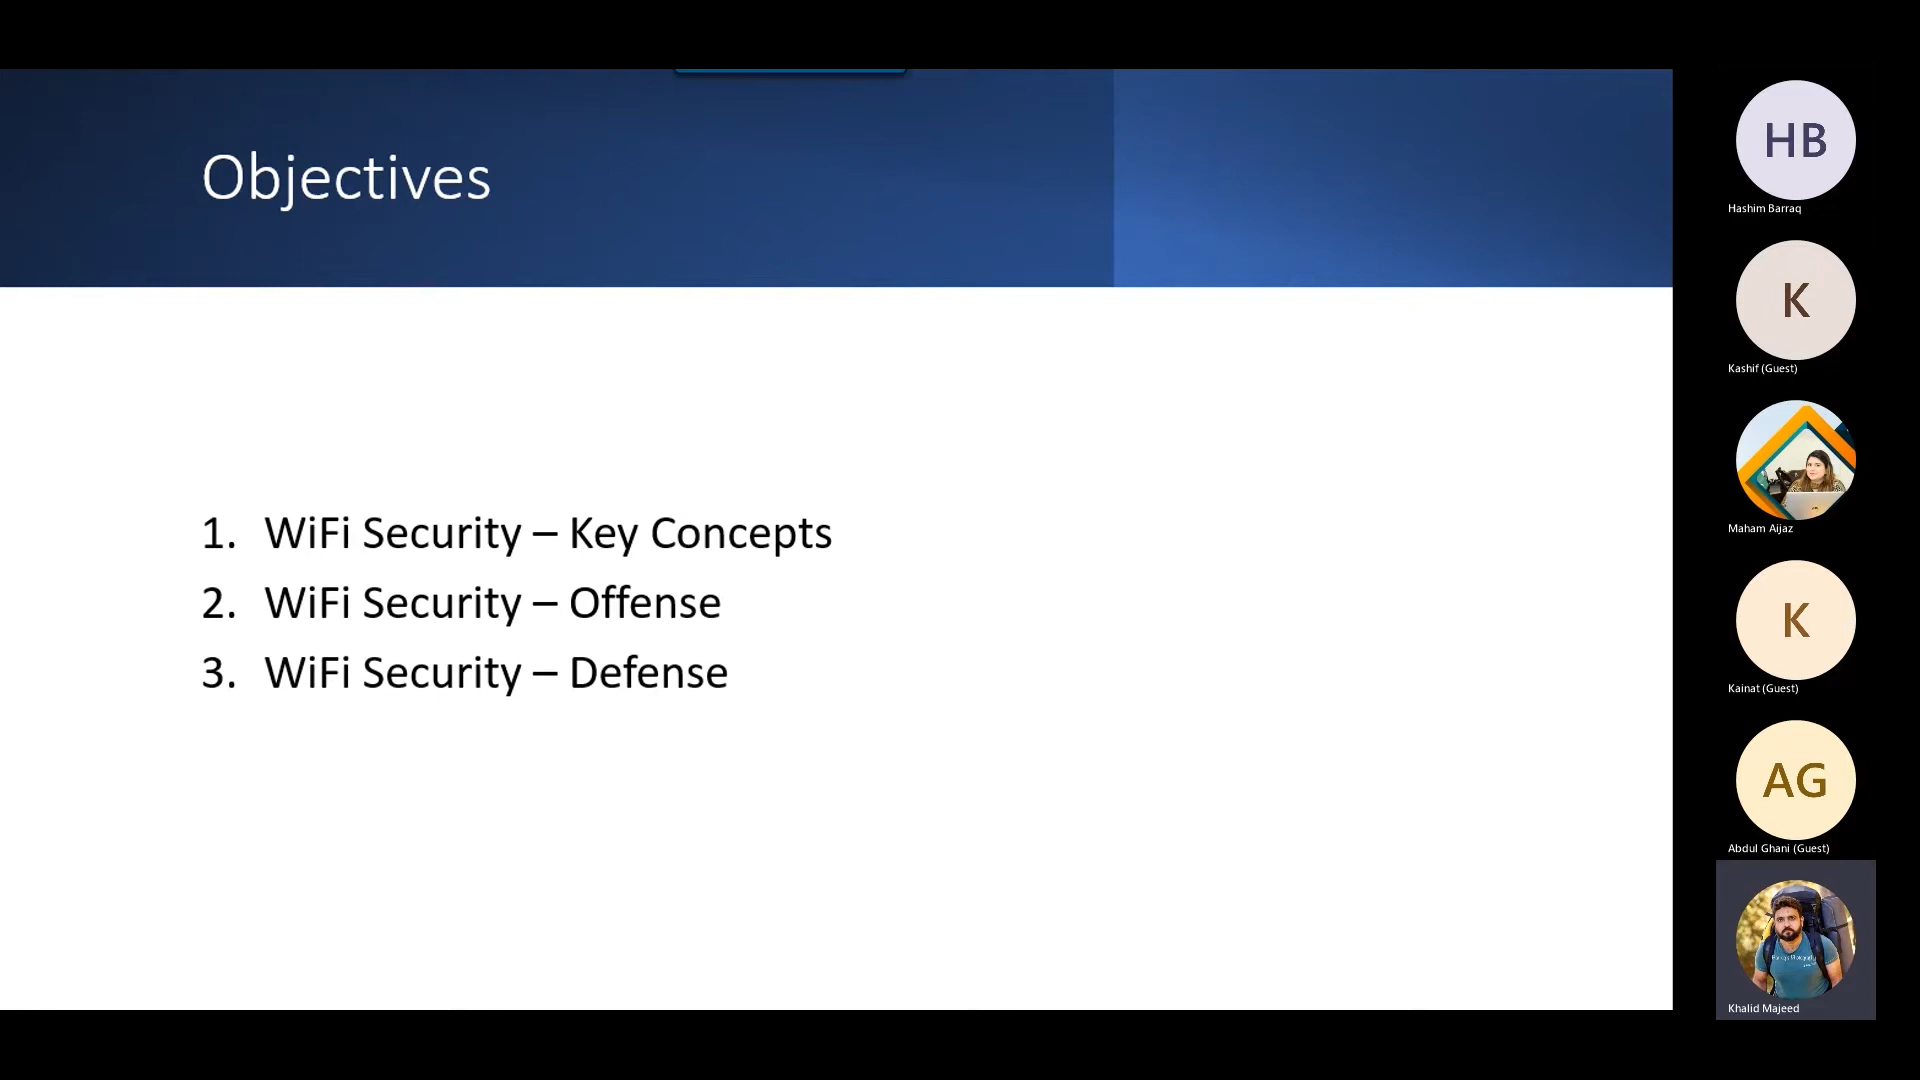 Objectives
1. WiFi Security – Key Concepts
2. WiFi Security – Offense
3. WiFi Security – Defense
HB
Hashim Barraq
K
Kashif (Guest)
Maham Aijaz
K
Kainat (Guest)
AG
Abdul Ghani (Guest)
Khalid Majeed